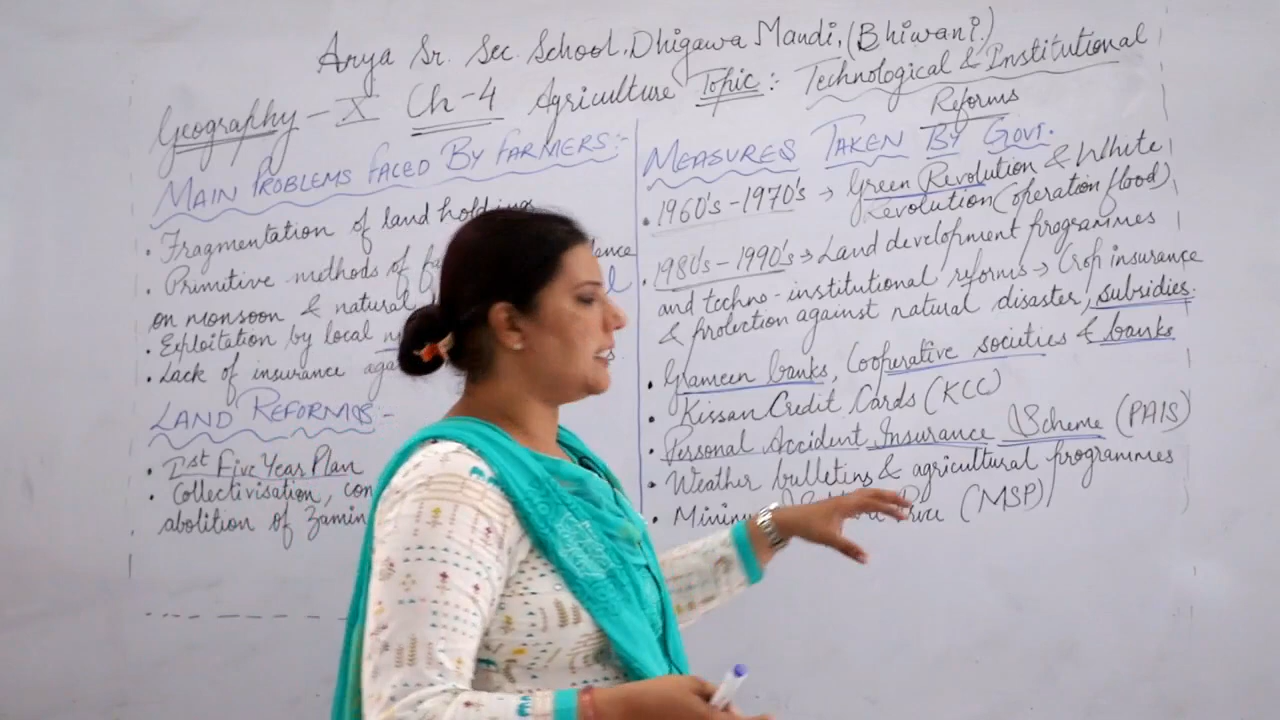 Arya Sr. Sec. School, Dhigawa Mandi, (Bhiwani.)
Geography - X Ch-4 Agriculture Topic: Technological & Institutional
Reforms
MAIN PROBLEMS FACED BY FARMERS:-
• Fragmentation of land holdings
• Primitive methods of
on monsoon & natural
• Exploitation by local
• Lack of insurance
LAND REFORMS:-
• Ist Five Year Plan
• Collectivisation,
abolition of
MEASURES TAKEN BY GOVT.
• 1960's-1970's → Green Revolution & White
Revolution (operation flood)
• 1980s-1990's → Land development programmes
and techno-institutional reforms → Crop insurance
& protection against natural disaster, subsidies.
• Grameen banks, Cooperative societies & banks
• Kissan Credit Cards (KCC)
• Personal Accident Insurance Scheme (PAIS)
• Weather bulletins & agricultural programmes
• (MSP)